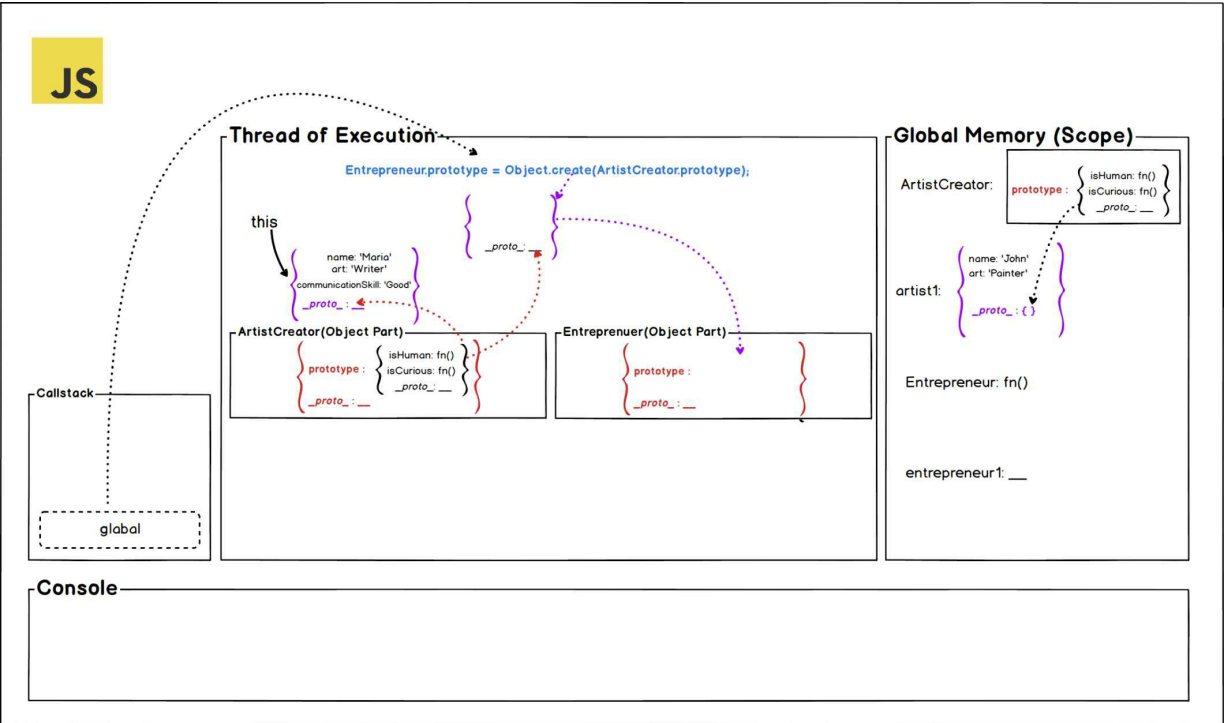 JS
Thread of Execution
Entrepreneur.prototype = Object.create(ArtistCreator.prototype);
_proto_: __
this
name: 'Maria'
art: 'Writer'
communicationSkill: 'Good'
_proto_ : __
ArtistCreator(Object Part)
prototype :
isHuman: fn()
isCurious: fn()
_proto_: __
_proto_ : __
Entreprenuer(Object Part)
prototype :
_proto_ : __
Global Memory (Scope)
ArtistCreator:
prototype :
isHuman: fn()
isCurious: fn()
_proto_: __
artist1:
name: 'John'
art: 'Painter'
_proto_ : { }
Entrepreneur: fn()
entrepreneur1: __
Callstack
glabal
Console